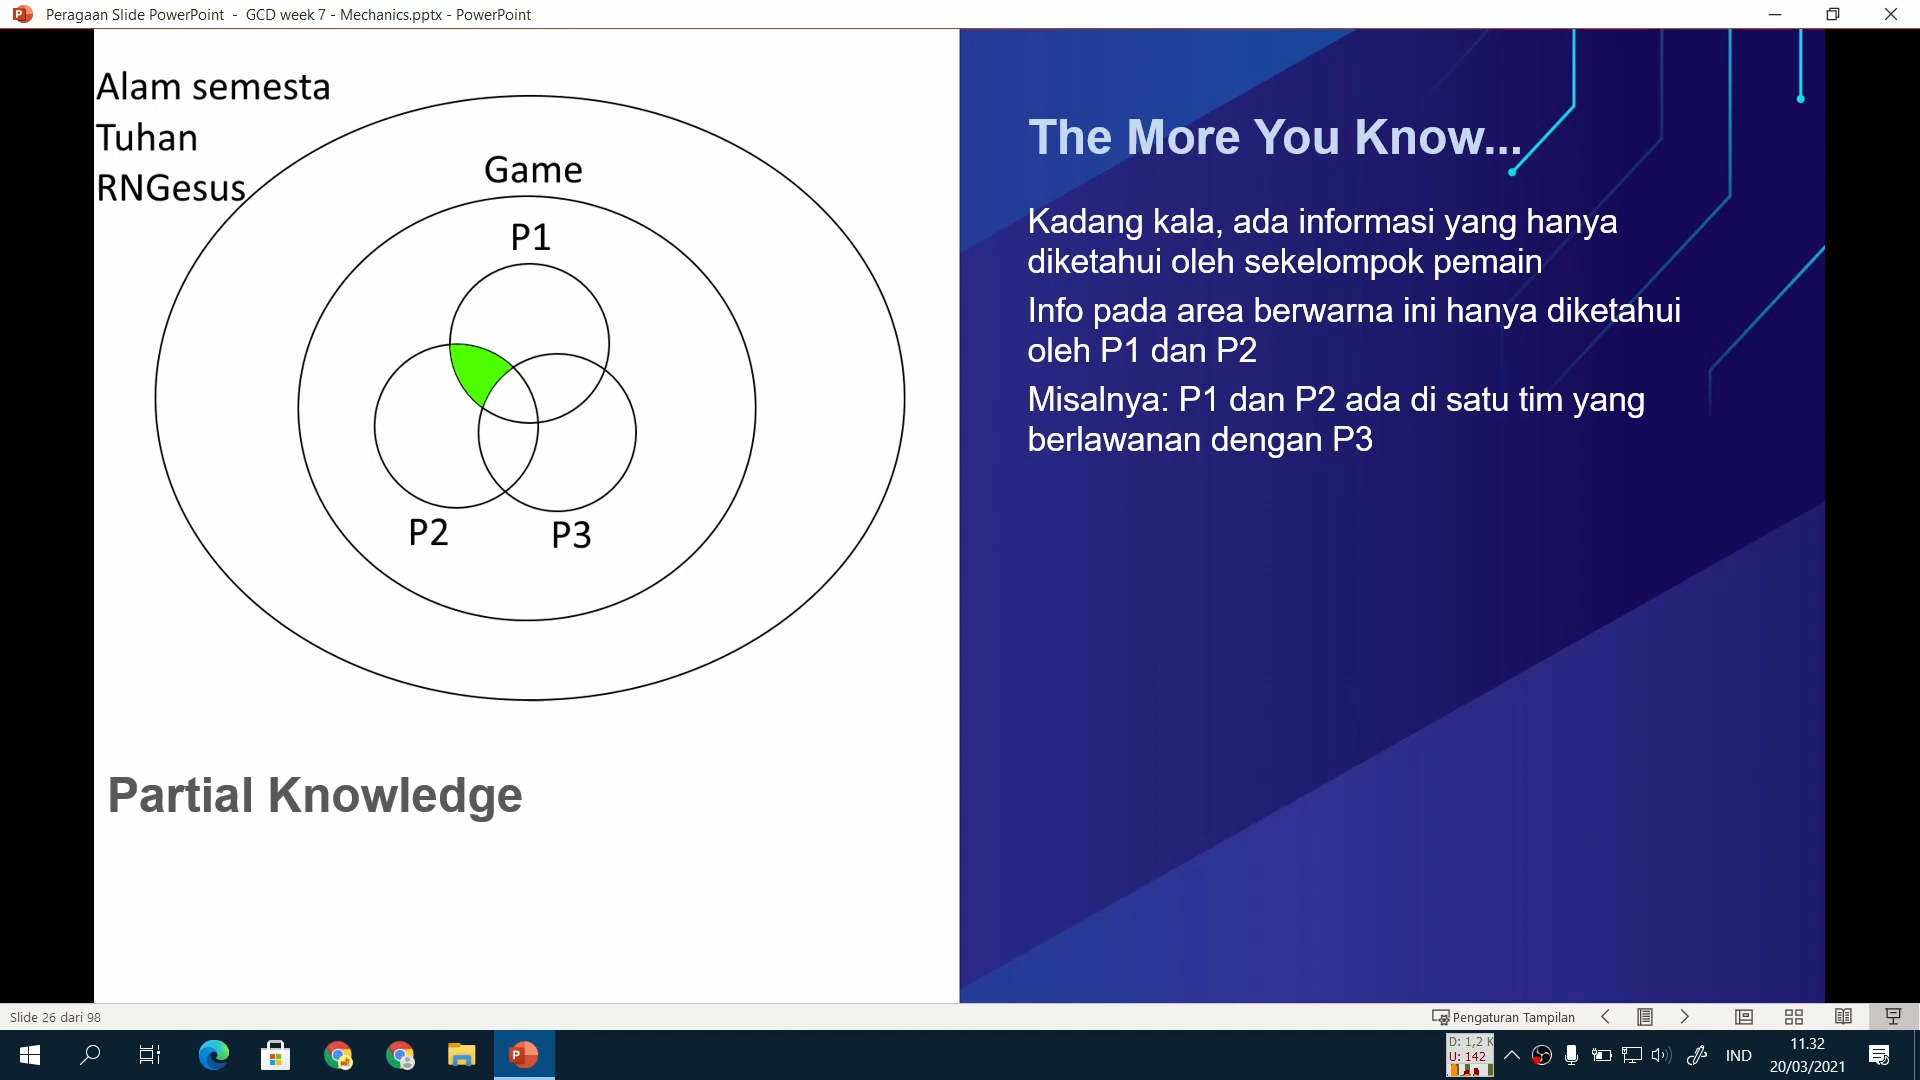 Peragaan Slide PowerPoint - GCD week 7 - Mechanics.pptx - PowerPoint
Alam semesta
Tuhan
RNGesus
Game
P1
P2
P3
Partial Knowledge
The More You Know...
Kadang kala, ada informasi yang hanya
diketahui oleh sekelompok pemain
Info pada area berwarna ini hanya diketahui
oleh P1 dan P2
Misalnya: P1 dan P2 ada di satu tim yang
berlawanan dengan P3
Slide 26 dari 98
Pengaturan Tampilan
D: 1,2 K
U: 142
IND
11.32
20/03/2021